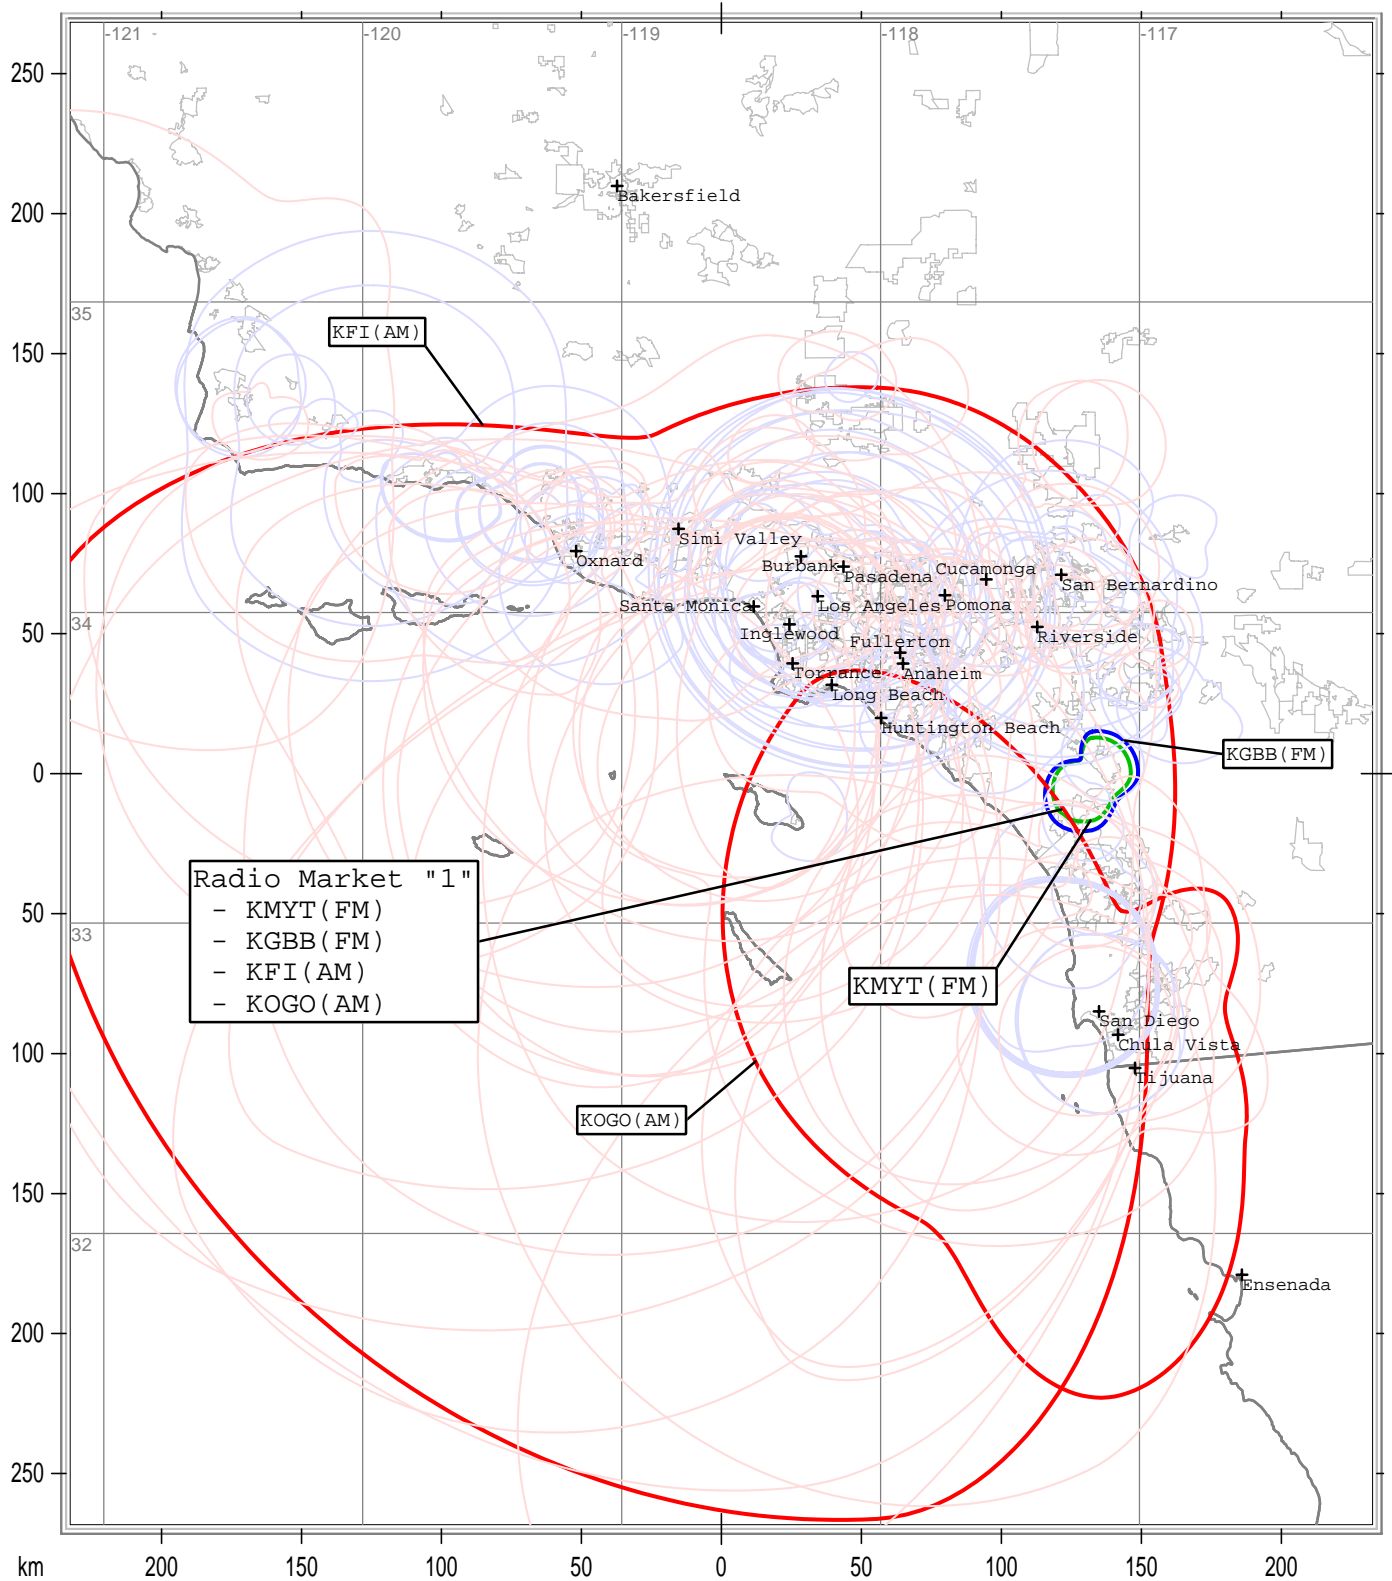 -121
-120
-119
-118
-117
250
Bakersfield
200
35
KFI(AM)
150
100
Simi Valley
Oxnard
Burbank
Pasadena
Cucamonga
San Bernardino
Santa Monica
Los Angeles
Pomona
34
50
Inglewood
Fullerton
Riverside
Torrance
Anaheim
Long Beach
Huntington Beach
KGBB(FM)
0
Radio Market "1"
- KMYT(FM)
- KGBB(FM)
- KFI(AM)
- KOGO(AM)
50
33
KMYT(FM)
San Diego
Chula Vista
100
Tijuana
KOGO(AM)
150
32
Ensenada
200
250
km
200
150
100
50
0
50
100
150
200